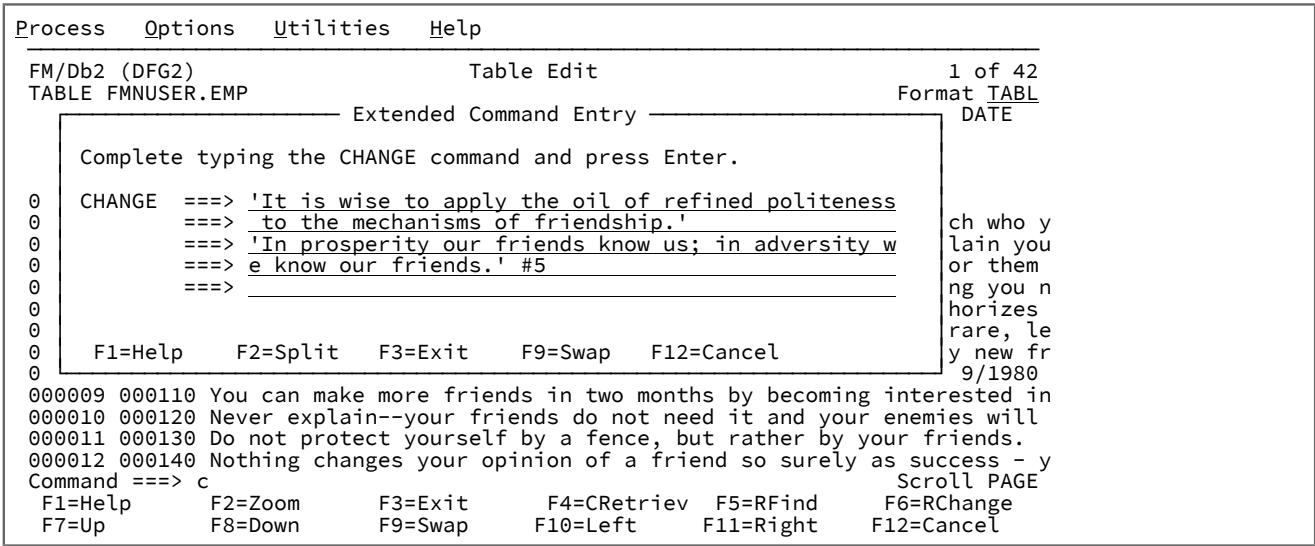 Process Options Utilities Help
FM/Db2 (DFG2) Table Edit 1 of 42
TABLE FMNUSER.EMP Format TABL
Extended Command Entry DATE
Complete typing the CHANGE command and press Enter.
0 CHANGE ===> 'It is wise to apply the oil of refined politeness
0 ===> to the mechanisms of friendship.' ch who y
0 ===> 'In prosperity our friends know us; in adversity w lain you
0 ===> e know our friends.' #5 or them
0 ===> ng you n
0 horizes
0 rare, le
0 F1=Help F2=Split F3=Exit F9=Swap F12=Cancel y new fr
0 9/1980
000009 000110 You can make more friends in two months by becoming interested in
000010 000120 Never explain--your friends do not need it and your enemies will
000011 000130 Do not protect yourself by a fence, but rather by your friends.
000012 000140 Nothing changes your opinion of a friend so surely as success - y
Command ===> c Scroll PAGE
F1=Help F2=Zoom F3=Exit F4=CRetriev F5=RFind F6=RChange
F7=Up F8=Down F9=Swap F10=Left F11=Right F12=Cancel